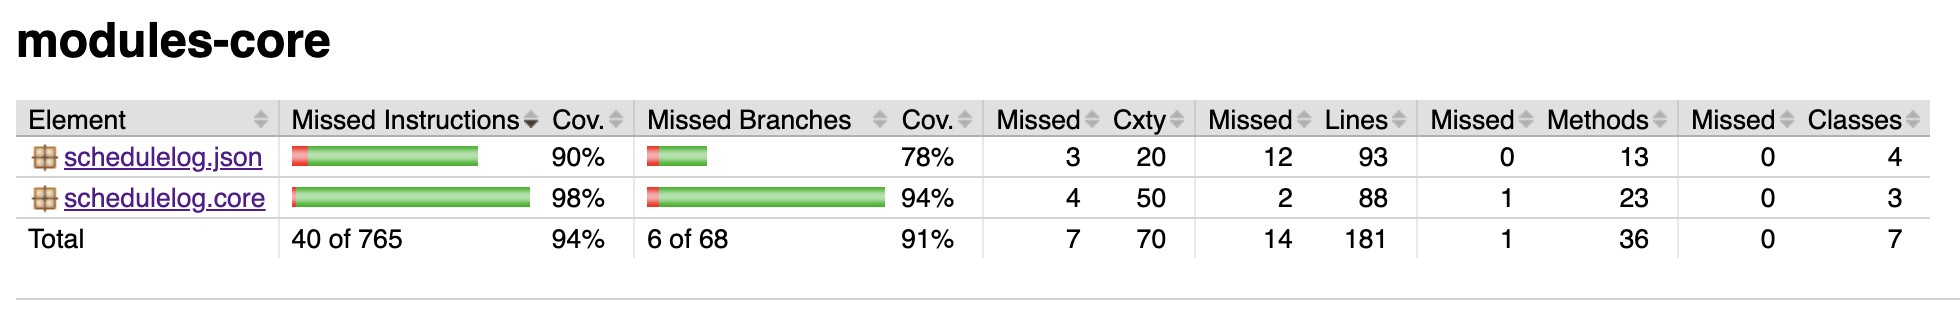 modules-core
Element Missed Instructions Cov. Missed Branches Cov. Missed Cxty Missed Lines Missed Methods Missed Classes
schedulelog.json 90% 78% 3 20 12 93 0 13 0 4
schedulelog.core 98% 94% 4 50 2 88 1 23 0 3
Total 40 of 765 94% 6 of 68 91% 7 70 14 181 1 36 0 7